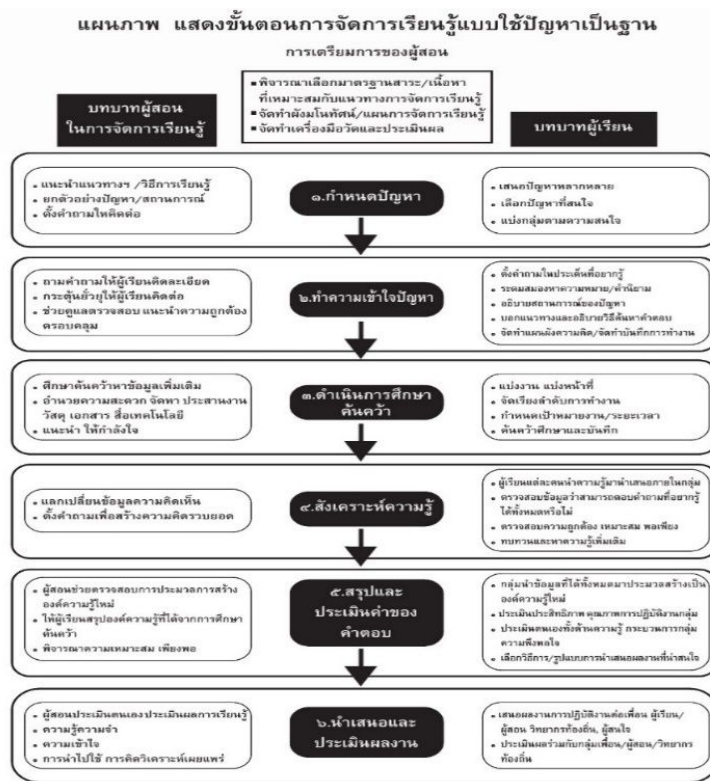 แผนภาพ แสดงขั้นตอนการจัดการเรียนรู้แบบใช้ปัญหาเป็นฐาน
การเตรียมการของผู้สอน
▪ พิจารณาเลือกมาตรฐานสาระ/เนื้อหา
ที่เหมาะสมกับแนวทางการจัดการเรียนรู้
▪ จัดทำผังมโนทัศน์/แผนการจัดการเรียนรู้
▪ จัดทำเครื่องมือวัดและประเมินผล
บทบาทผู้สอน
ในการจัดการเรียนรู้
บทบาทผู้เรียน
• แนะนำแนวทางฯ /วิธีการเรียนรู้
• ยกตัวอย่างปัญหา/สถานการณ์
• ตั้งคำถามให้คิดต่อ
๑.กำหนดปัญหา
• เสนอปัญหาหลากหลาย
• เลือกปัญหาที่สนใจ
• แบ่งกลุ่มตามความสนใจ
• ถามคำถามให้ผู้เรียนคิดละเอียด
• กระตุ้นยั่วยุให้ผู้เรียนคิดต่อ
• ช่วยดูแลตรวจสอบ แนะนำความถูกต้อง
ครอบคลุม
๒.ทำความเข้าใจปัญหา
• ตั้งคำถามในประเด็นที่อยากรู้
• ระดมสมองหาความหมาย/คำนิยาม
• อธิบายสถานการณ์ของปัญหา
• บอกแนวทางและอธิบายวิธีค้นหาคำตอบ
• จัดทำแผนผังความคิด/จัดทำบันทึกการทำงาน
• ศึกษาค้นคว้าหาข้อมูลเพิ่มเติม
• อำนวยความสะดวก จัดหา ประสานงาน
วัสดุ เอกสาร สื่อเทคโนโลยี
• แนะนำ ให้กำลังใจ
๓.ดำเนินการศึกษา
ค้นคว้า
• แบ่งงาน แบ่งหน้าที่
• จัดเรียงลำดับการทำงาน
• กำหนดเป้าหมายงาน/ระยะเวลา
• ค้นคว้าศึกษาและบันทึก
• แลกเปลี่ยนข้อมูลความคิดเห็น
• ตั้งคำถามเพื่อสร้างความคิดรวบยอด
๔.สังเคราะห์ความรู้
• ผู้เรียนแต่ละคนนำความรู้มานำเสนอภายในกลุ่ม
• ตรวจสอบข้อมูลว่าสามารถตอบคำถามที่อยากรู้
ได้ทั้งหมดหรือไม่
• ตรวจสอบความถูกต้อง เหมาะสม พอเพียง
• ทบทวนและหาความรู้เพิ่มเติม
• ผู้สอนช่วยตรวจสอบการประมวลการสร้าง
องค์ความรู้ใหม่
• ให้ผู้เรียนสรุปองค์ความรู้ที่ได้จากการศึกษา
ค้นคว้า
• พิจารณาความเหมาะสม เพียงพอ
๕.สรุปและ
ประเมินค่าของ
คำตอบ
• กลุ่มนำข้อมูลที่ได้ทั้งหมดมาประมวลสร้างเป็น
องค์ความรู้ใหม่
• ประเมินประสิทธิภาพ คุณภาพการปฏิบัติงานกลุ่ม
• ประเมินตนเองทั้งด้านความรู้ กระบวนการกลุ่ม
ความพึงพอใจ
• เลือกวิธีการ/รูปแบบการนำเสนอผลงานที่น่าสนใจ
• ผู้สอนประเมินตนเองประเมินผลการเรียนรู้
• ความรู้ความจำ
• ความเข้าใจ
• การนำไปใช้ การคิดวิเคราะห์เผยแพร่
๖.นำเสนอและ
ประเมินผลงาน
• เสนอผลงานการปฏิบัติงานต่อเพื่อน ผู้เรียน/
ผู้สอน วิทยากรท้องถิ่น, ผู้สนใจ
• ประเมินผลร่วมกับกลุ่มเพื่อน/ผู้สอน/วิทยากร
ท้องถิ่น